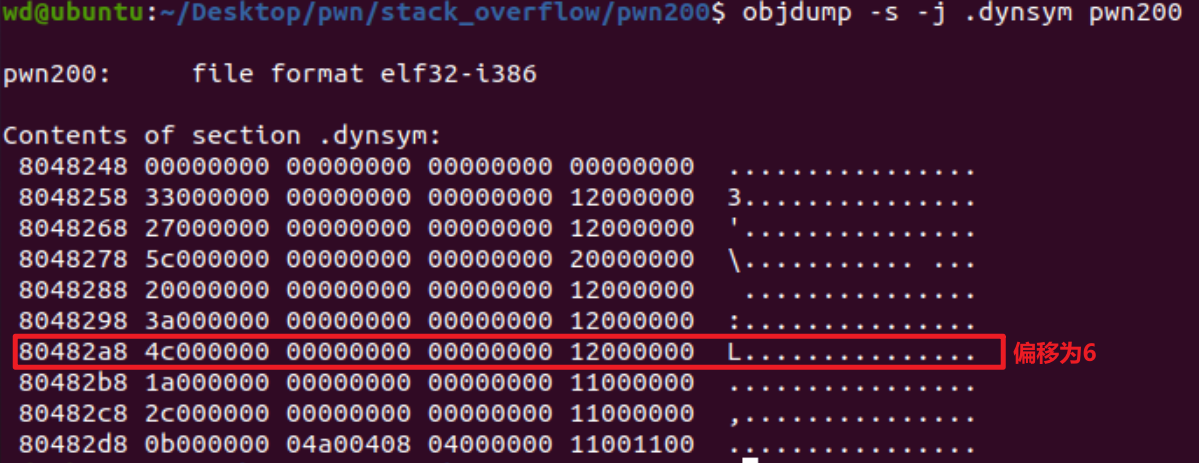 wd@ubuntu:~/Desktop/pwn/stack_overflow/pwn200$ objdump -s -j .dynsym pwn200
pwn200:     file format elf32-i386
Contents of section .dynsym:
 8048248 00000000 00000000 00000000 00000000  ................
 8048258 33000000 00000000 00000000 12000000  3...............
 8048268 27000000 00000000 00000000 12000000  '...............
 8048278 5c000000 00000000 00000000 20000000  \........... ...
 8048288 20000000 00000000 00000000 12000000   ...............
 8048298 3a000000 00000000 00000000 12000000  :...............
 80482a8 4c000000 00000000 00000000 12000000  L............... 偏移为6
 80482b8 1a000000 00000000 00000000 11000000  ................
 80482c8 2c000000 00000000 00000000 11000000  ,...............
 80482d8 0b000000 04a00408 04000000 11001100  ................